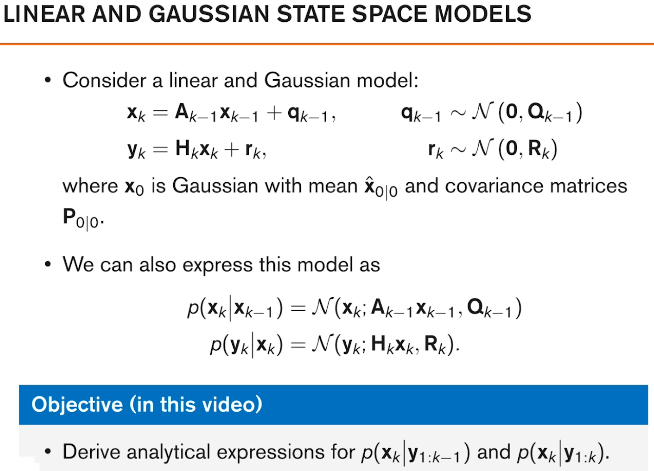 LINEAR AND GAUSSIAN STATE SPACE MODELS
• Consider a linear and Gaussian model:
x_k = A_{k−1}x_{k−1} + q_{k−1}, q_{k−1} ∼ N(0, Q_{k−1})
y_k = H_kx_k + r_k, r_k ∼ N(0, R_k)
where x_0 is Gaussian with mean x̂_{0|0} and covariance matrices
P_{0|0}.
• We can also express this model as
p(x_k|x_{k−1}) = N(x_k; A_{k−1}x_{k−1}, Q_{k−1})
p(y_k|x_k) = N(y_k; H_kx_k, R_k).
Objective (in this video)
• Derive analytical expressions for p(x_k|y_{1:k−1}) and p(x_k|y_{1:k}).